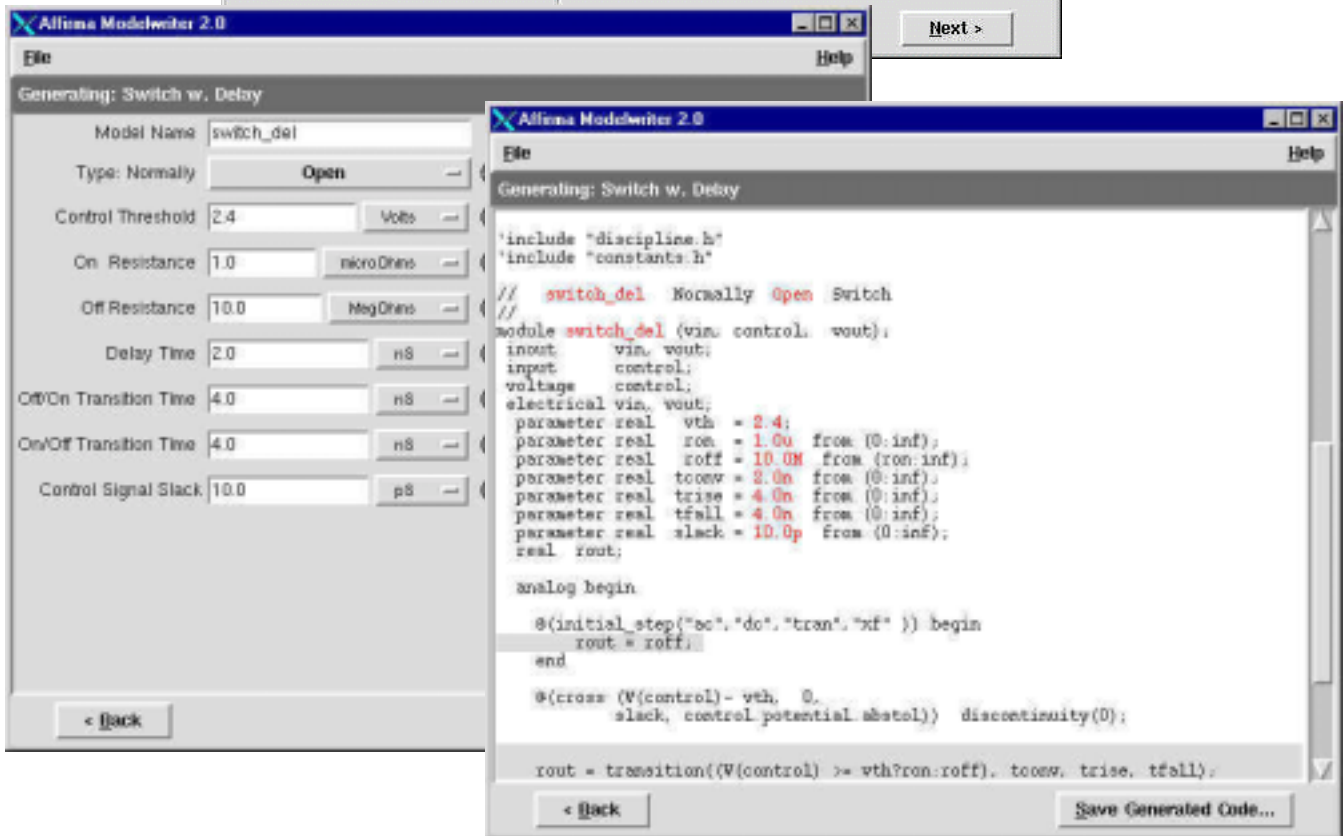 Next >
Affirma Modelwriter 2.0
File Help
Generating: Switch w. Delay
Model Name switch_del
Type: Normally Open
Control Threshold 2.4 Volts
On Resistance 1.0 microOhms
Off Resistance 10.0 MegOhms
Delay Time 2.0 nS
Off/On Transition Time 4.0 nS
On/Off Transition Time 4.0 nS
Control Signal Slack 10.0 pS
< Back
Affirma Modelwriter 2.0
File Help
Generating: Switch w. Delay
'include "discipline.h"
'include "constants.h"
// switch_del Normally Open Switch
//
module switch_del (vin, control, vout);
inout vin, vout;
input control;
voltage control;
electrical vin, vout;
parameter real vth = 2.4;
parameter real ron = 1.0u from (0:inf);
parameter real roff = 10.0M from (ron:inf);
parameter real tconv = 2.0n from (0:inf);
parameter real trise = 4.0n from (0:inf);
parameter real tfall = 4.0n from (0:inf);
parameter real slack = 10.0p from (0:inf);
real rout;
analog begin
@(initial_step("ac","dc","tran","xf" )) begin
rout = roff;
end
@(cross (V(control)- vth, 0,
slack, control.potential.abstol)) discontinuity(0);
rout = transition((V(control) >= vth?ron:roff), tconv, trise, tfall);
< Back Save Generated Code...